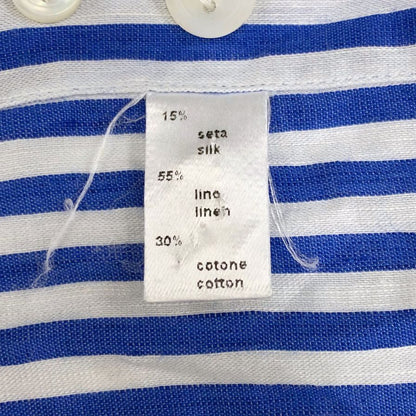 15%
seta
silk
55%
lino
linen
30%
cotone
cotton